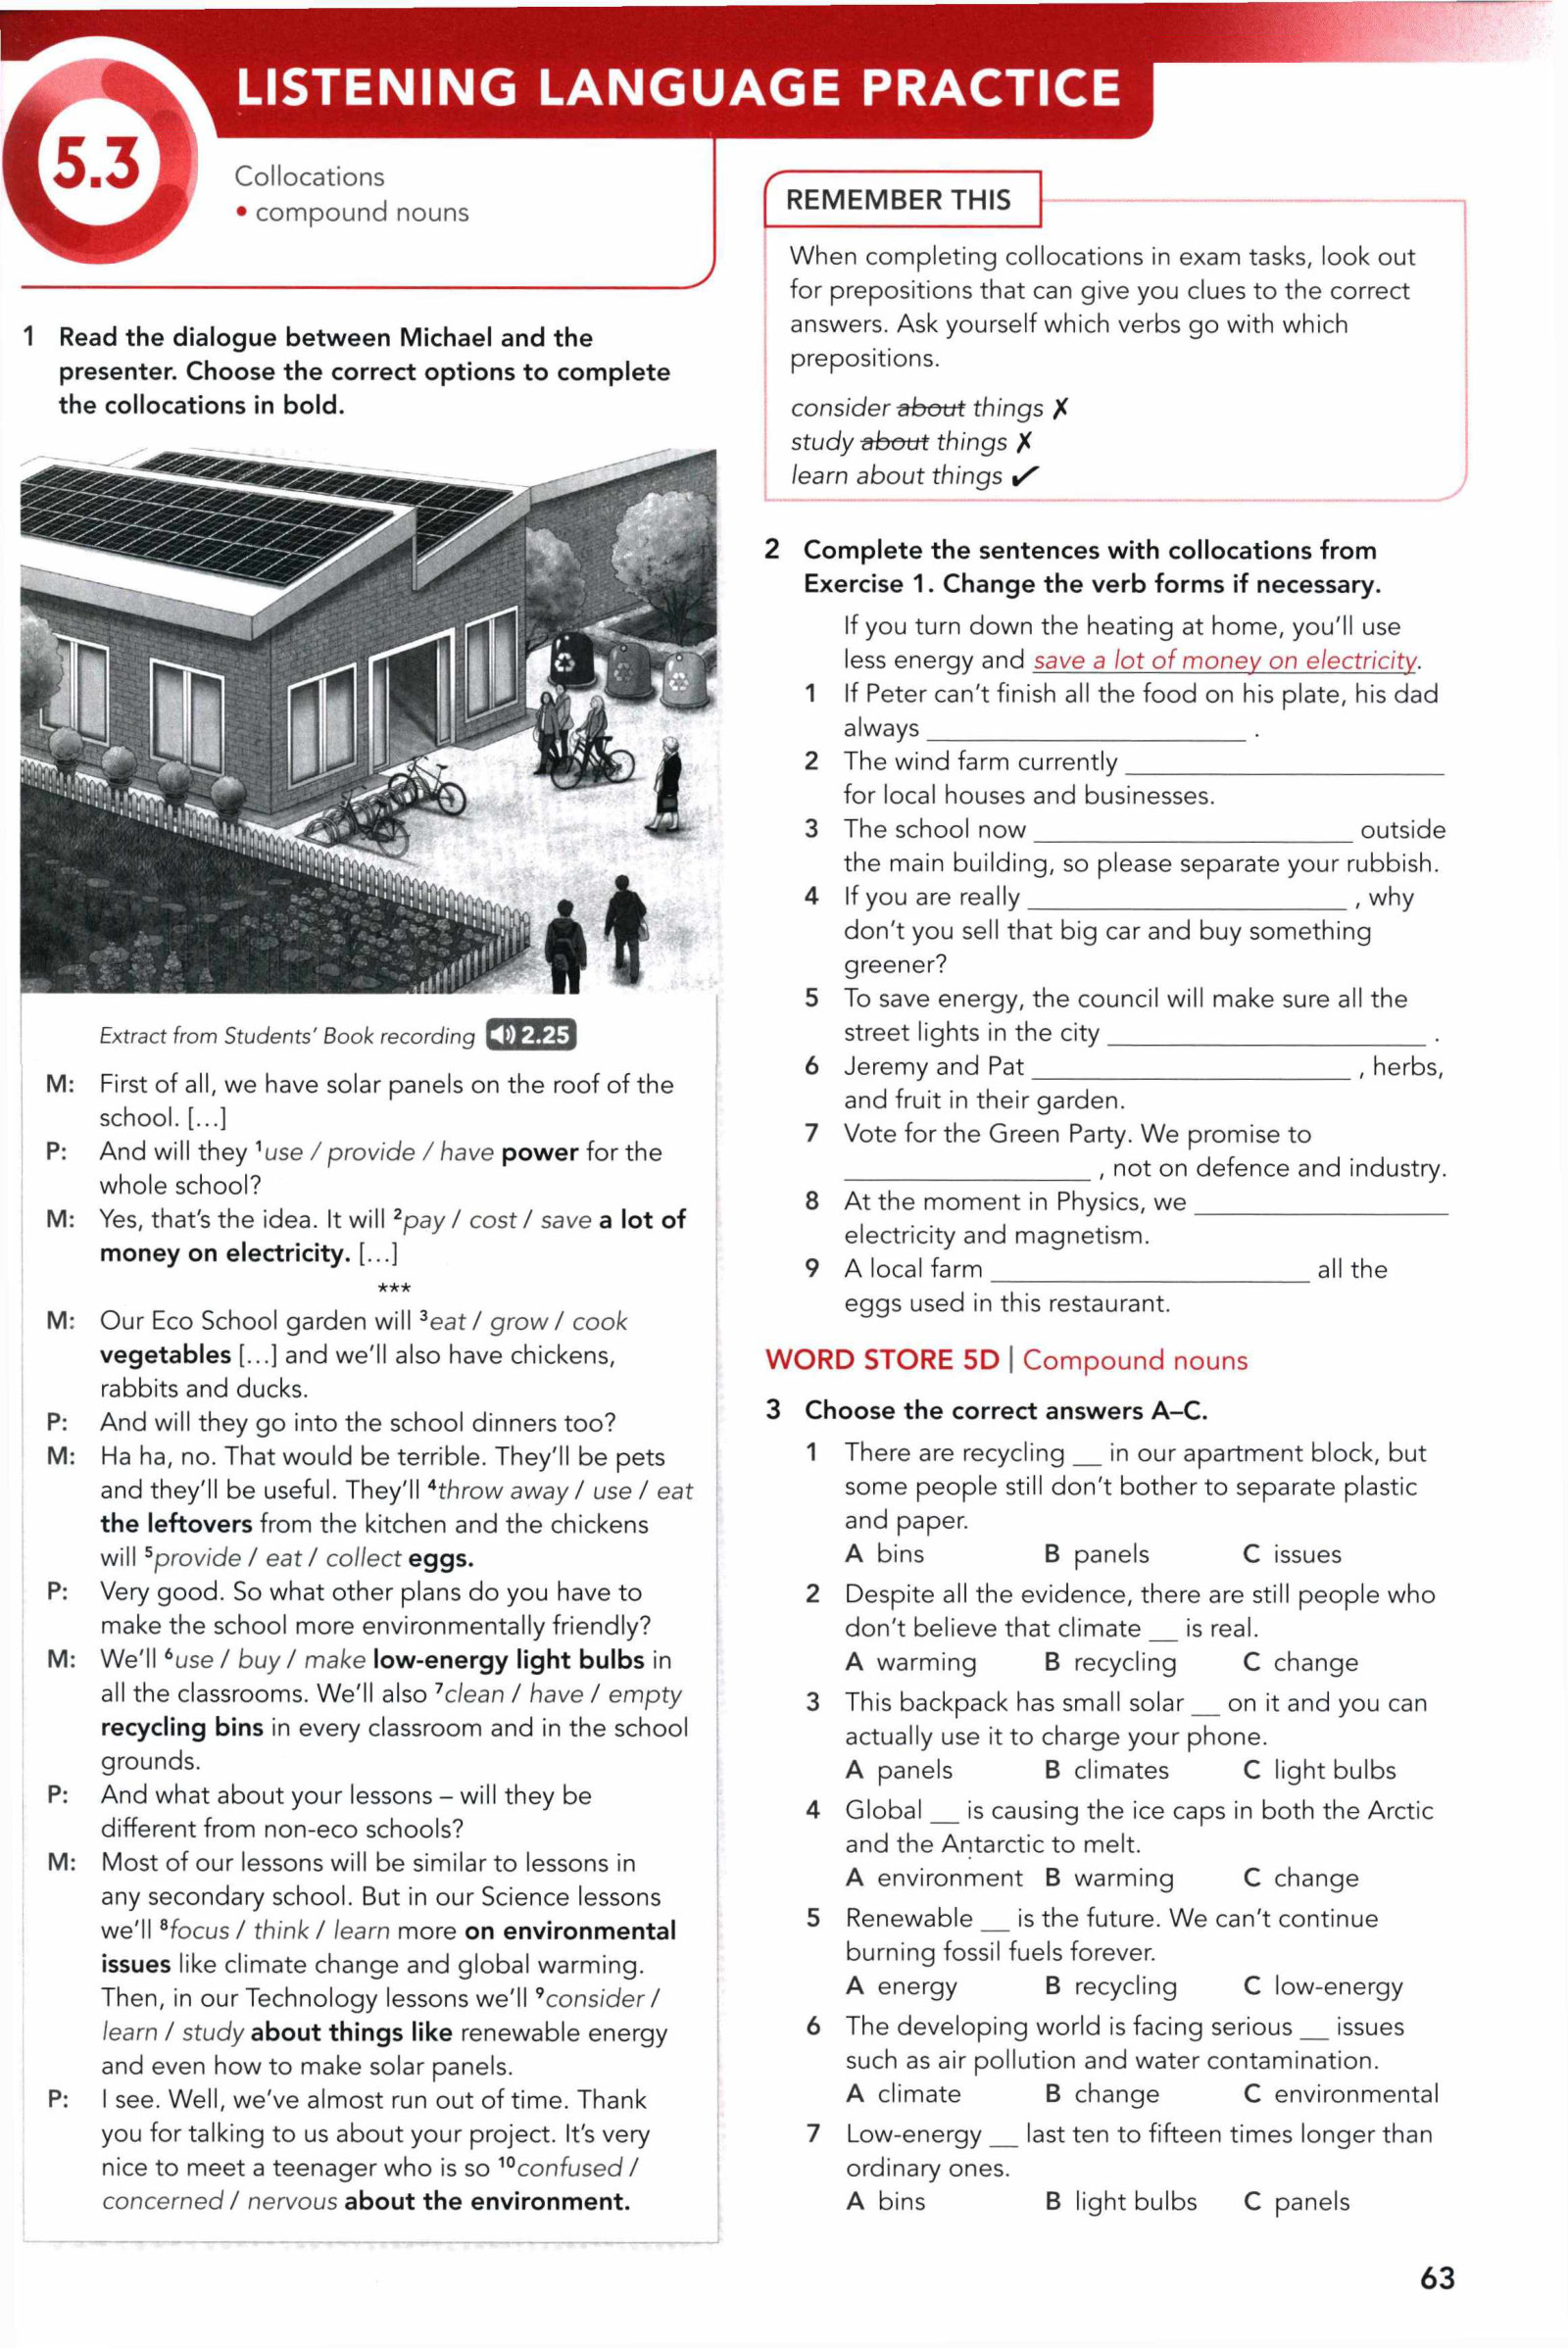 LISTENING LANGUAGE PRACTICE
5.3
Collocations
• compound nouns
1 Read the dialogue between Michael and the
presenter. Choose the correct options to complete
the collocations in bold.
Extract from Students' Book recording 2.25
M: First of all, we have solar panels on the roof of the
school. [...]
P: And will they ¹use / provide / have power for the
whole school?
M: Yes, that's the idea. It will ²pay / cost / save a lot of
money on electricity. [...]
***
M: Our Eco School garden will ³eat / grow / cook
vegetables [...] and we'll also have chickens,
rabbits and ducks.
P: And will they go into the school dinners too?
M: Ha ha, no. That would be terrible. They'll be pets
and they'll be useful. They'll ⁴throw away / use / eat
the leftovers from the kitchen and the chickens
will ⁵provide / eat / collect eggs.
P: Very good. So what other plans do you have to
make the school more environmentally friendly?
M: We'll ⁶use / buy / make low-energy light bulbs in
all the classrooms. We'll also ⁷clean / have / empty
recycling bins in every classroom and in the school
grounds.
P: And what about your lessons – will they be
different from non-eco schools?
M: Most of our lessons will be similar to lessons in
any secondary school. But in our Science lessons
we'll ⁸focus / think / learn more on environmental
issues like climate change and global warming.
Then, in our Technology lessons we'll ⁹consider /
learn / study about things like renewable energy
and even how to make solar panels.
P: I see. Well, we've almost run out of time. Thank
you for talking to us about your project. It's very
nice to meet a teenager who is so ¹⁰confused /
concerned / nervous about the environment.
REMEMBER THIS
When completing collocations in exam tasks, look out
for prepositions that can give you clues to the correct
answers. Ask yourself which verbs go with which
prepositions.
consider about things ✗
study about things ✗
learn about things ✓
2 Complete the sentences with collocations from
Exercise 1. Change the verb forms if necessary.
If you turn down the heating at home, you'll use
less energy and save a lot of money on electricity.
1 If Peter can't finish all the food on his plate, his dad
always ____________________ .
2 The wind farm currently ____________________
for local houses and businesses.
3 The school now ____________________ outside
the main building, so please separate your rubbish.
4 If you are really ____________________ , why
don't you sell that big car and buy something
greener?
5 To save energy, the council will make sure all the
street lights in the city ____________________ .
6 Jeremy and Pat ____________________ , herbs,
and fruit in their garden.
7 Vote for the Green Party. We promise to
________________ , not on defence and industry.
8 At the moment in Physics, we ________________
electricity and magnetism.
9 A local farm ____________________ all the
eggs used in this restaurant.
WORD STORE 5D | Compound nouns
3 Choose the correct answers A–C.
1 There are recycling __ in our apartment block, but
some people still don't bother to separate plastic
and paper.
A bins B panels C issues
2 Despite all the evidence, there are still people who
don't believe that climate __ is real.
A warming B recycling C change
3 This backpack has small solar __ on it and you can
actually use it to charge your phone.
A panels B climates C light bulbs
4 Global __ is causing the ice caps in both the Arctic
and the Antarctic to melt.
A environment B warming C change
5 Renewable __ is the future. We can't continue
burning fossil fuels forever.
A energy B recycling C low-energy
6 The developing world is facing serious __ issues
such as air pollution and water contamination.
A climate B change C environmental
7 Low-energy __ last ten to fifteen times longer than
ordinary ones.
A bins B light bulbs C panels
63